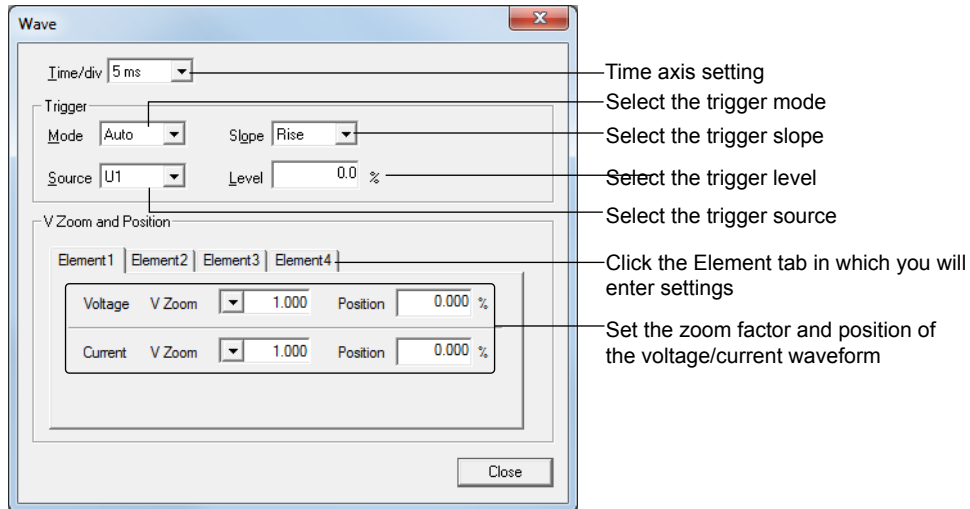 Wave
Time/div 5 ms
Time axis setting
Trigger
Select the trigger mode
Mode Auto Slope Rise
Select the trigger slope
Source U1 Level 0.0 %
Select the trigger level
Select the trigger source
V Zoom and Position
Element1 Element2 Element3 Element4
Click the Element tab in which you will
enter settings
Voltage V Zoom 1.000 Position 0.000 %
Set the zoom factor and position of
the voltage/current waveform
Current V Zoom 1.000 Position 0.000 %
Close